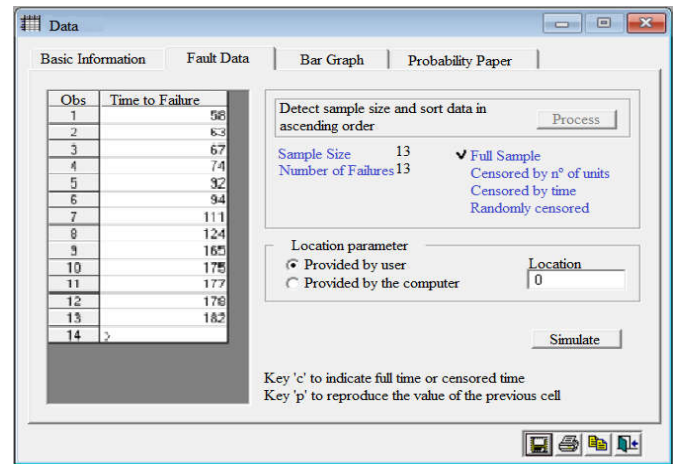 Data
Basic Information Fault Data Bar Graph Probability Paper
Obs Time to Failure
1 58
2 63
3 67
4 74
5 92
6 94
7 111
8 124
9 165
10 175
11 177
12 178
13 182
14
Detect sample size and sort data in
ascending order
Process
Sample Size 13
Number of Failures 13
Full Sample
Censored by nº of units
Censored by time
Randomly censored
Location parameter
Provided by user
Provided by the computer
Location
0
Simulate
Key 'c' to indicate full time or censored time
Key 'p' to reproduce the value of the previous cell